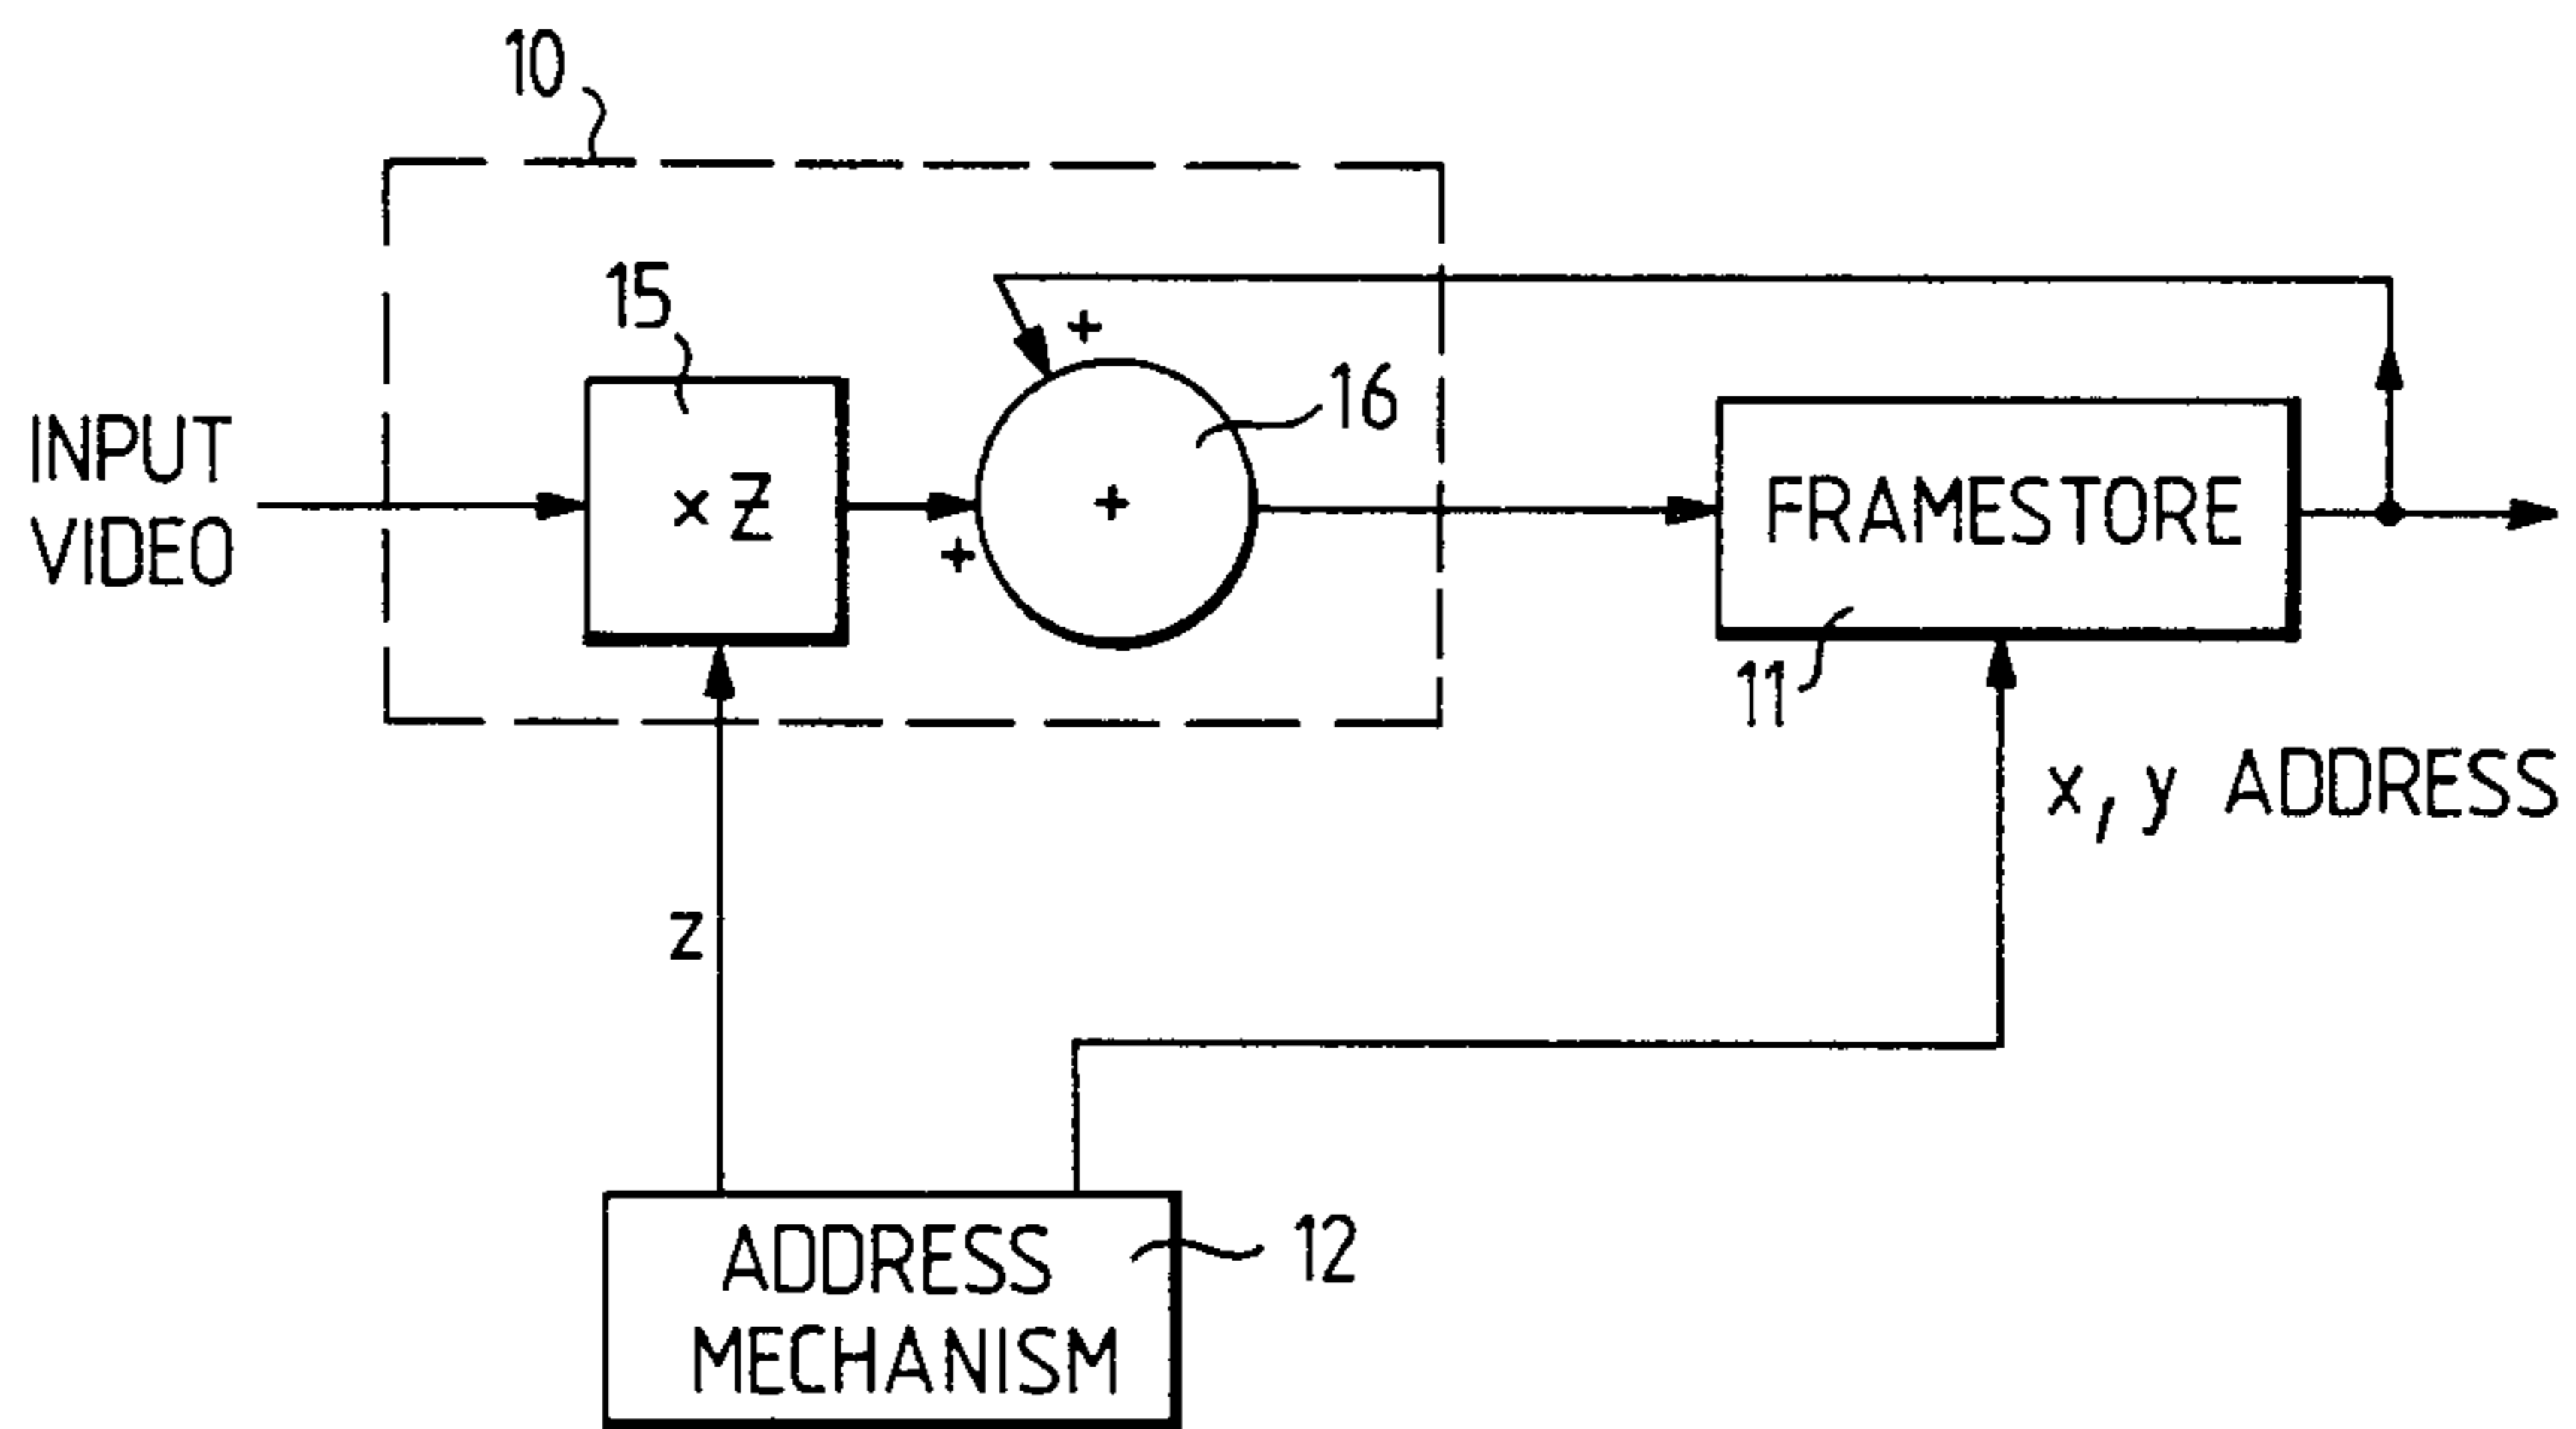 10
15
+
16
INPUT
VIDEO
x Z
+
+
FRAMESTORE
11
x, y ADDRESS
z
ADDRESS
MECHANISM
12